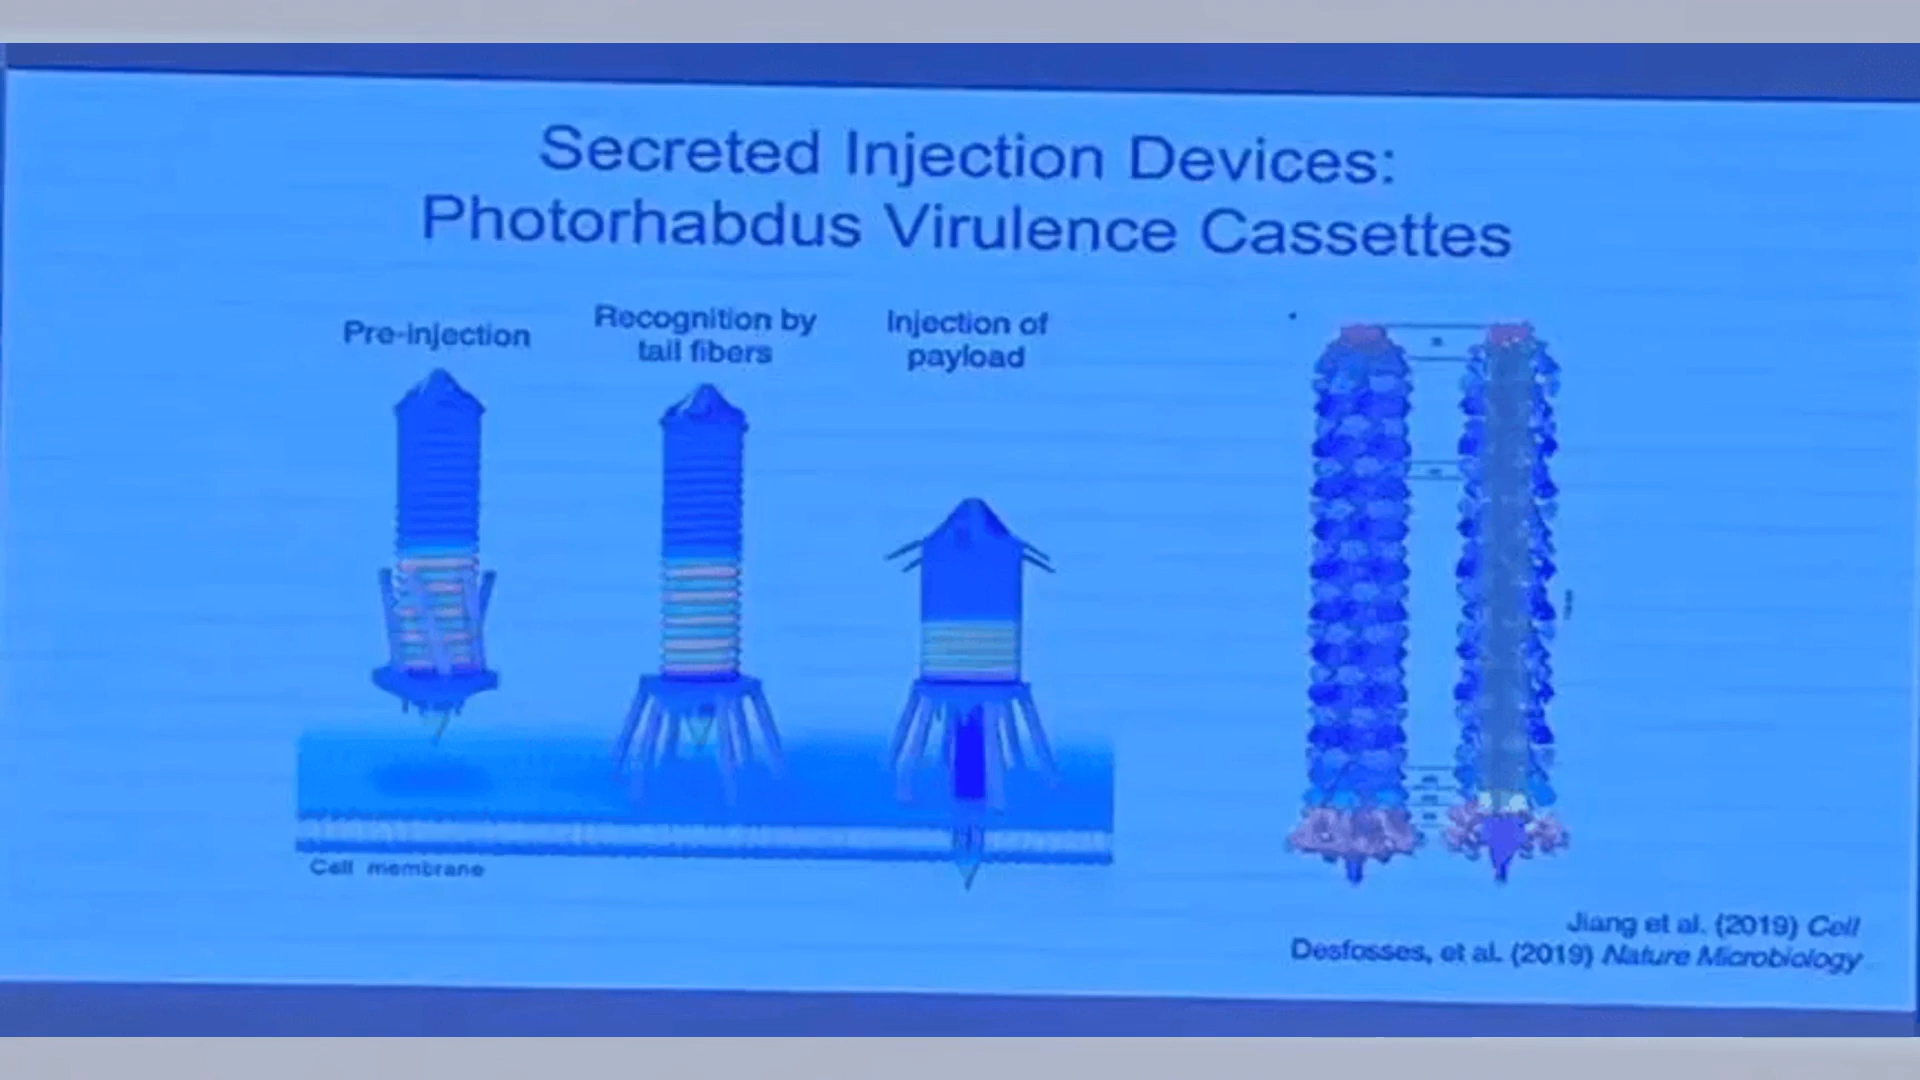 Secreted Injection Devices:
Photorhabdus Virulence Cassettes
Pre-injection
Recognition by
tail fibers
Injection of
payload
Cell membrane
Jiang et al. (2019) Cell
Desfosses, et al. (2019) Nature Microbiology